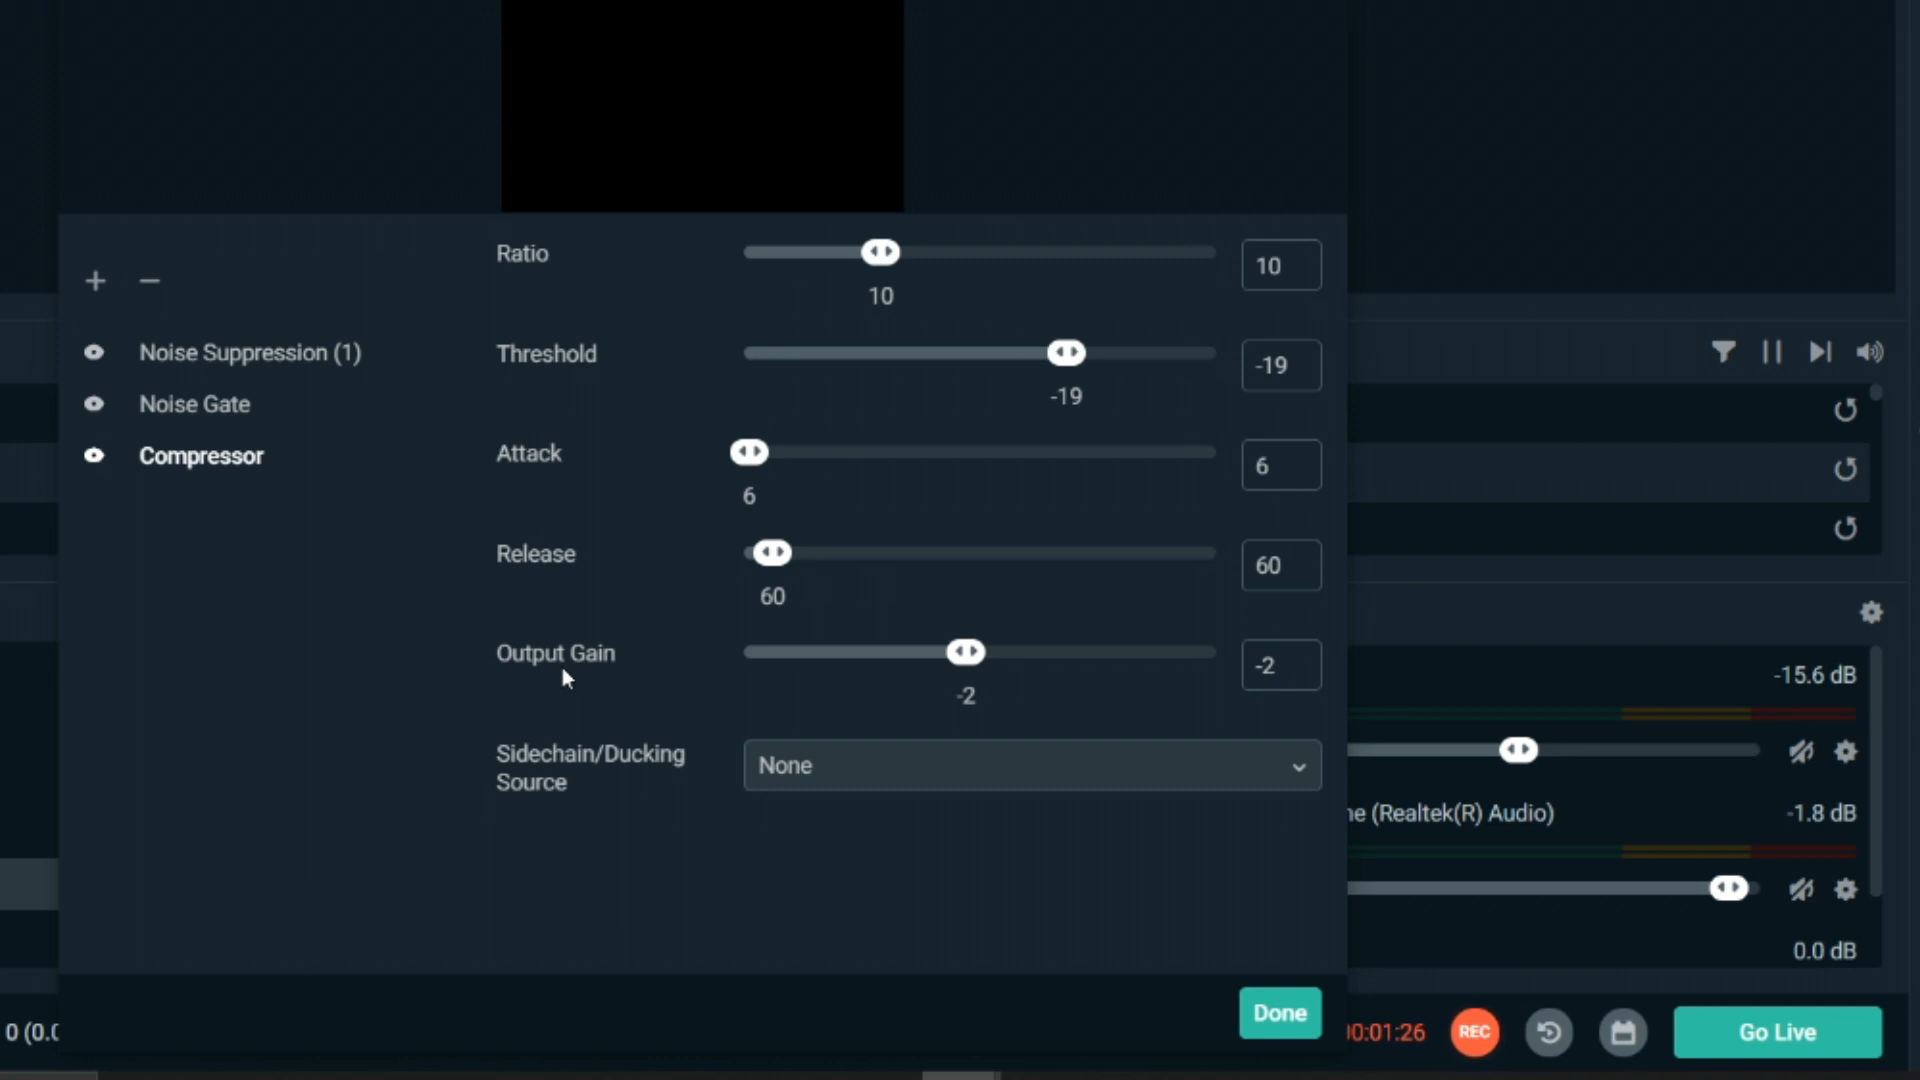 Ratio
10
10
Noise Suppression (1)
Threshold
-19
-19
Noise Gate
Compressor
Attack
6
6
Release
60
60
Output Gain
-2
-2
-15.6 dB
Sidechain/Ducking
Source
None
(Realtek(R) Audio)
-1.8 dB
0.0 dB
Done
0 (0.0
00:01:26
REC
Go Live